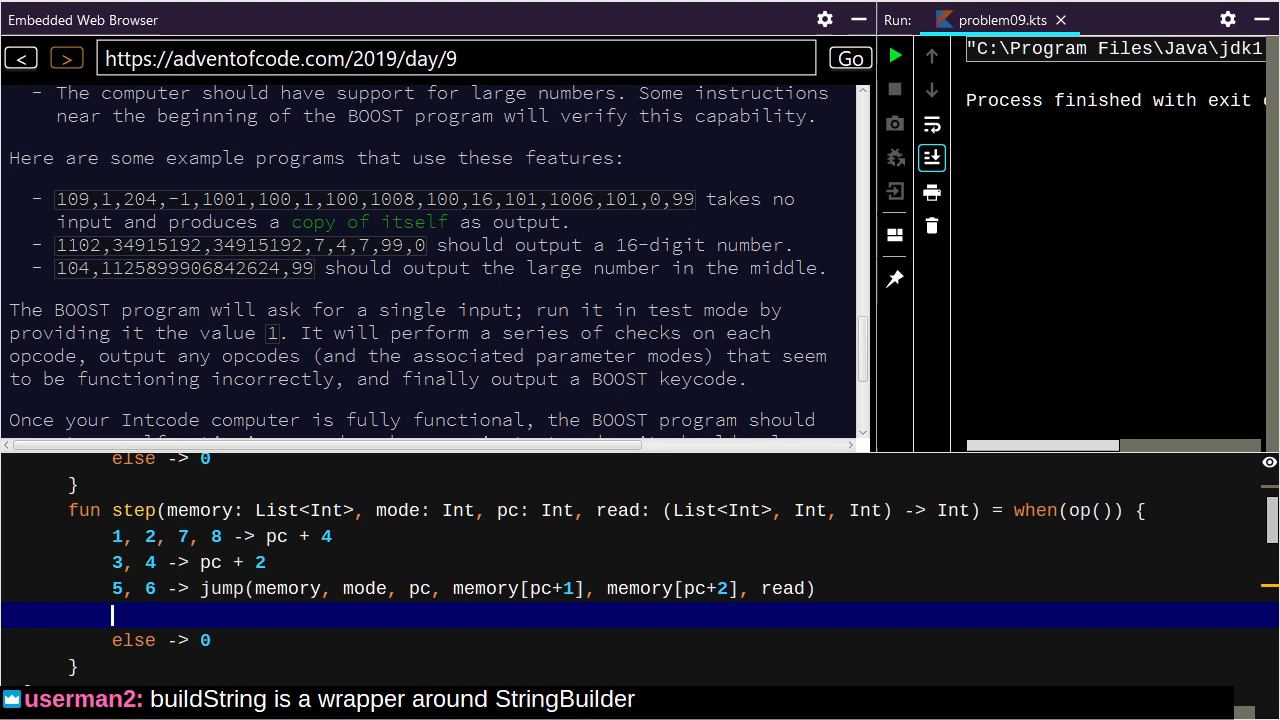 Embedded Web Browser
Run: problem09.kts
< > https://adventofcode.com/2019/day/9 Go
- The computer should have support for large numbers. Some instructions
near the beginning of the BOOST program will verify this capability.
Here are some example programs that use these features:
- 109,1,204,-1,1001,100,1,100,1008,100,16,101,1006,101,0,99 takes no
input and produces a copy of itself as output.
- 1102,34915192,34915192,7,4,7,99,0 should output a 16-digit number.
- 104,1125899906842624,99 should output the large number in the middle.
The BOOST program will ask for a single input; run it in test mode by
providing it the value 1. It will perform a series of checks on each
opcode, output any opcodes (and the associated parameter modes) that seem
to be functioning incorrectly, and finally output a BOOST keycode.
Once your Intcode computer is fully functional, the BOOST program should
"C:\Program Files\Java\jdk1
Process finished with exit
else -> 0
}
fun step(memory: List<Int>, mode: Int, pc: Int, read: (List<Int>, Int, Int) -> Int) = when(op()) {
1, 2, 7, 8 -> pc + 4
3, 4 -> pc + 2
5, 6 -> jump(memory, mode, pc, memory[pc+1], memory[pc+2], read)
else -> 0
}
userman2: buildString is a wrapper around StringBuilder